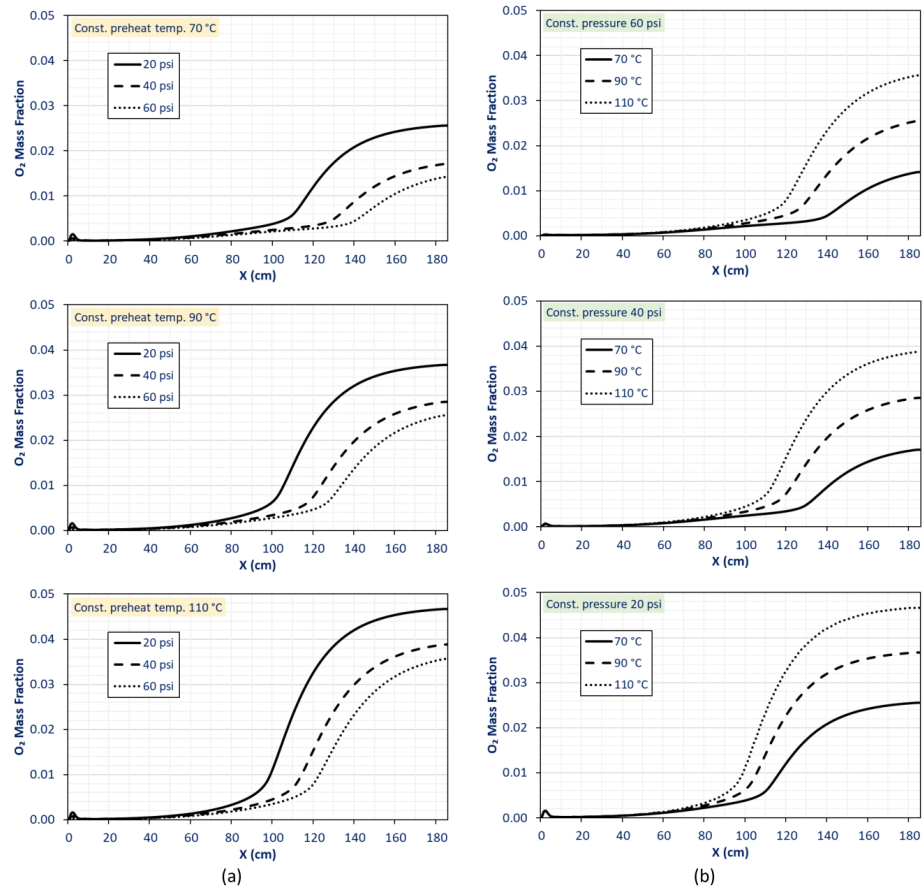 Const. preheat temp. 70 °C
20 psi
40 psi
60 psi
O₂ Mass Fraction
0.05
0.04
0.03
0.02
0.01
0.00
0 20 40 60 80 100 120 140 160 180
X (cm)
Const. preheat temp. 90 °C
20 psi
40 psi
60 psi
O₂ Mass Fraction
0.05
0.04
0.03
0.02
0.01
0.00
0 20 40 60 80 100 120 140 160 180
X (cm)
Const. preheat temp. 110 °C
20 psi
40 psi
60 psi
O₂ Mass Fraction
0.05
0.04
0.03
0.02
0.01
0.00
0 20 40 60 80 100 120 140 160 180
X (cm)
(a)
Const. pressure 60 psi
70 °C
90 °C
110 °C
O₂ Mass Fraction
0.05
0.04
0.03
0.02
0.01
0.00
0 20 40 60 80 100 120 140 160 180
X (cm)
Const. pressure 40 psi
70 °C
90 °C
110 °C
O₂ Mass Fraction
0.05
0.04
0.03
0.02
0.01
0.00
0 20 40 60 80 100 120 140 160 180
X (cm)
Const. pressure 20 psi
70 °C
90 °C
110 °C
O₂ Mass Fraction
0.05
0.04
0.03
0.02
0.01
0.00
0 20 40 60 80 100 120 140 160 180
X (cm)
(b)